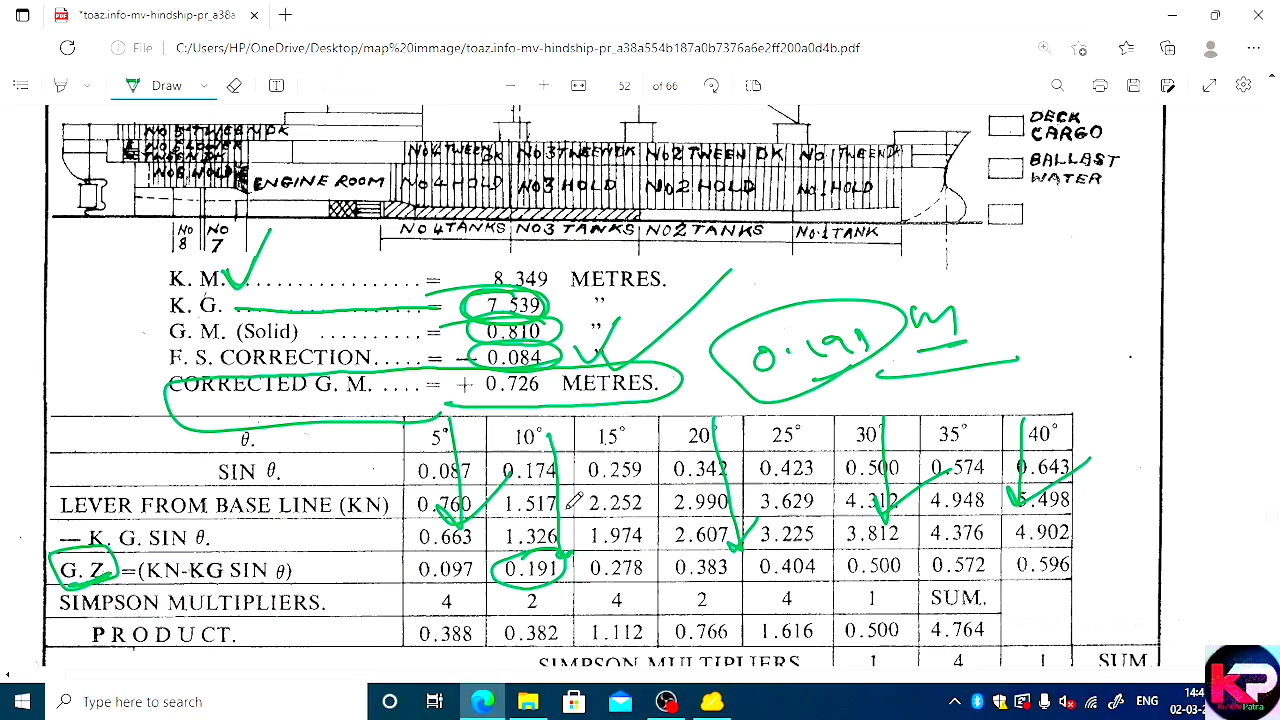 *toaz.info-mv-hindship-pr_a38a
File C:/Users/HP/OneDrive/Desktop/map%20immage/toaz.info-mv-hindship-pr_a38a554b187a0b7376a6e2ff200a0d4b.pdf
Draw 52 of 66
DECK
CARGO
BALLAST
WATER
NO 4 TWEEN DK NO 3 TWEEN DK NO 2 TWEEN DK NO.1 TWEEN DK
ENGINE ROOM NO 4 HOLD NO 3 HOLD NO 2 HOLD NO.1 HOLD
NO 8 NO 7 NO 4 TANKS NO 3 TANKS NO 2 TANKS NO.1 TANK
K. M. ................. = 8.349 METRES.
K. G. = 7 539 "
G. M. (Solid) ........... = 0.810 "
F. S. CORRECTION..... = – 0.084 "
CORRECTED G. M. ..... = + 0.726 METRES.
0.191 m
θ. 5° 10° 15° 20° 25° 30° 35° 40°
SIN θ. 0.087 0.174 0.259 0.342 0.423 0.500 0.574 0.643
LEVER FROM BASE LINE (KN) 0.760 1.517 2.252 2.990 3.629 4.312 4.948 5.498
— K. G. SIN θ. 0.663 1.326 1.974 2.607 3.225 3.812 4.376 4.902
G. Z. =(KN-KG SIN θ) 0.097 0.191 0.278 0.383 0.404 0.500 0.572 0.596
SIMPSON MULTIPLIERS. 4 2 4 2 4 1 SUM.
PRODUCT. 0.388 0.382 1.112 0.766 1.616 0.500 4.764
SIMPSON MULTIPLIERS 1 4 1 SUM
Type here to search
ENG
KP
Patra